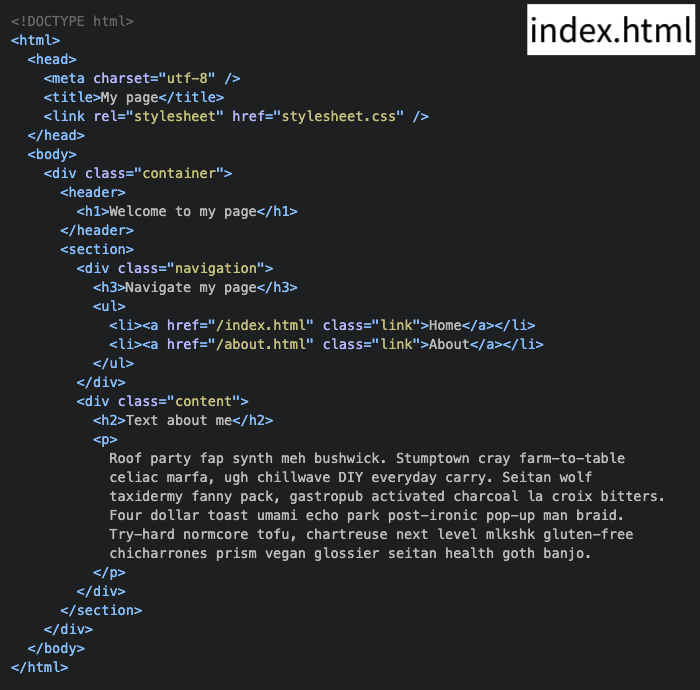 index.html
<!DOCTYPE html>
<html>
  <head>
    <meta charset="utf-8" />
    <title>My page</title>
    <link rel="stylesheet" href="stylesheet.css" />
  </head>
  <body>
    <div class="container">
      <header>
        <h1>Welcome to my page</h1>
      </header>
      <section>
        <div class="navigation">
          <h3>Navigate my page</h3>
          <ul>
            <li><a href="/index.html" class="link">Home</a></li>
            <li><a href="/about.html" class="link">About</a></li>
          </ul>
        </div>
        <div class="content">
          <h2>Text about me</h2>
          <p>
            Roof party fap synth meh bushwick. Stumptown cray farm-to-table
            celiac marfa, ugh chillwave DIY everyday carry. Seitan wolf
            taxidermy fanny pack, gastropub activated charcoal la croix bitters.
            Four dollar toast umami echo park post-ironic pop-up man braid.
            Try-hard normcore tofu, chartreuse next level mlkshk gluten-free
            chicharrones prism vegan glossier seitan health goth banjo.
          </p>
        </div>
      </section>
    </div>
  </body>
</html>